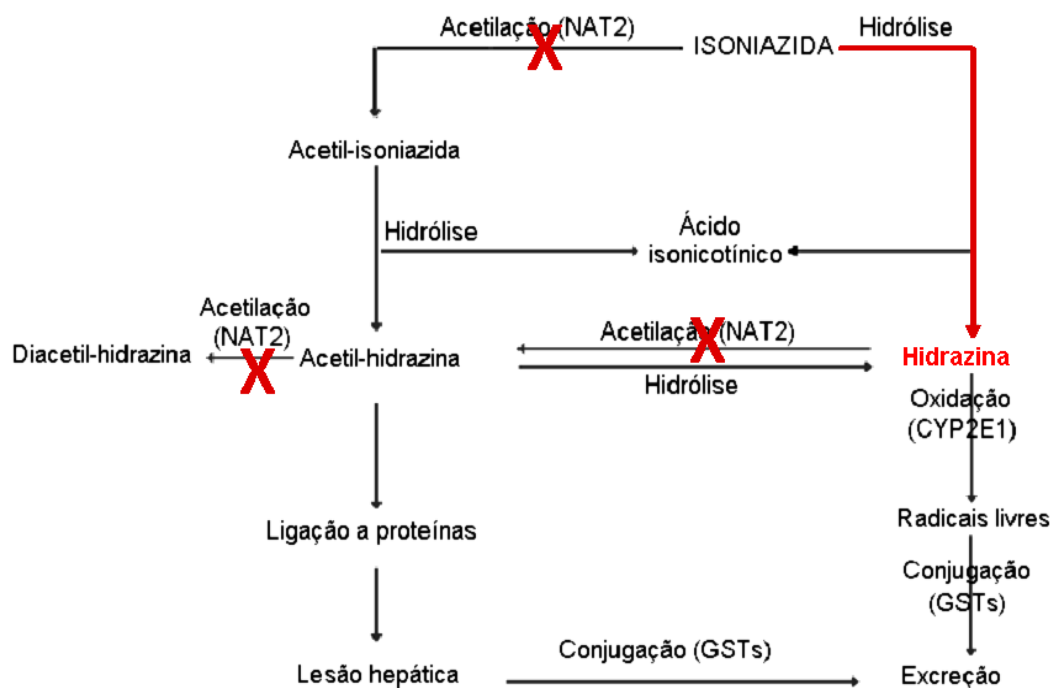 Acetilação (NAT2)
ISONIAZIDA
Hidrólise
Acetil-isoniazida
Hidrólise
Ácido
isonicotínico
Acetilação
(NAT2)
Diacetil-hidrazina
Acetil-hidrazina
Acetilação (NAT2)
Hidrólise
Hidrazina
Oxidação
(CYP2E1)
Ligação a proteínas
Radicais livres
Conjugação
(GSTs)
Lesão hepática
Conjugação (GSTs)
Excreção